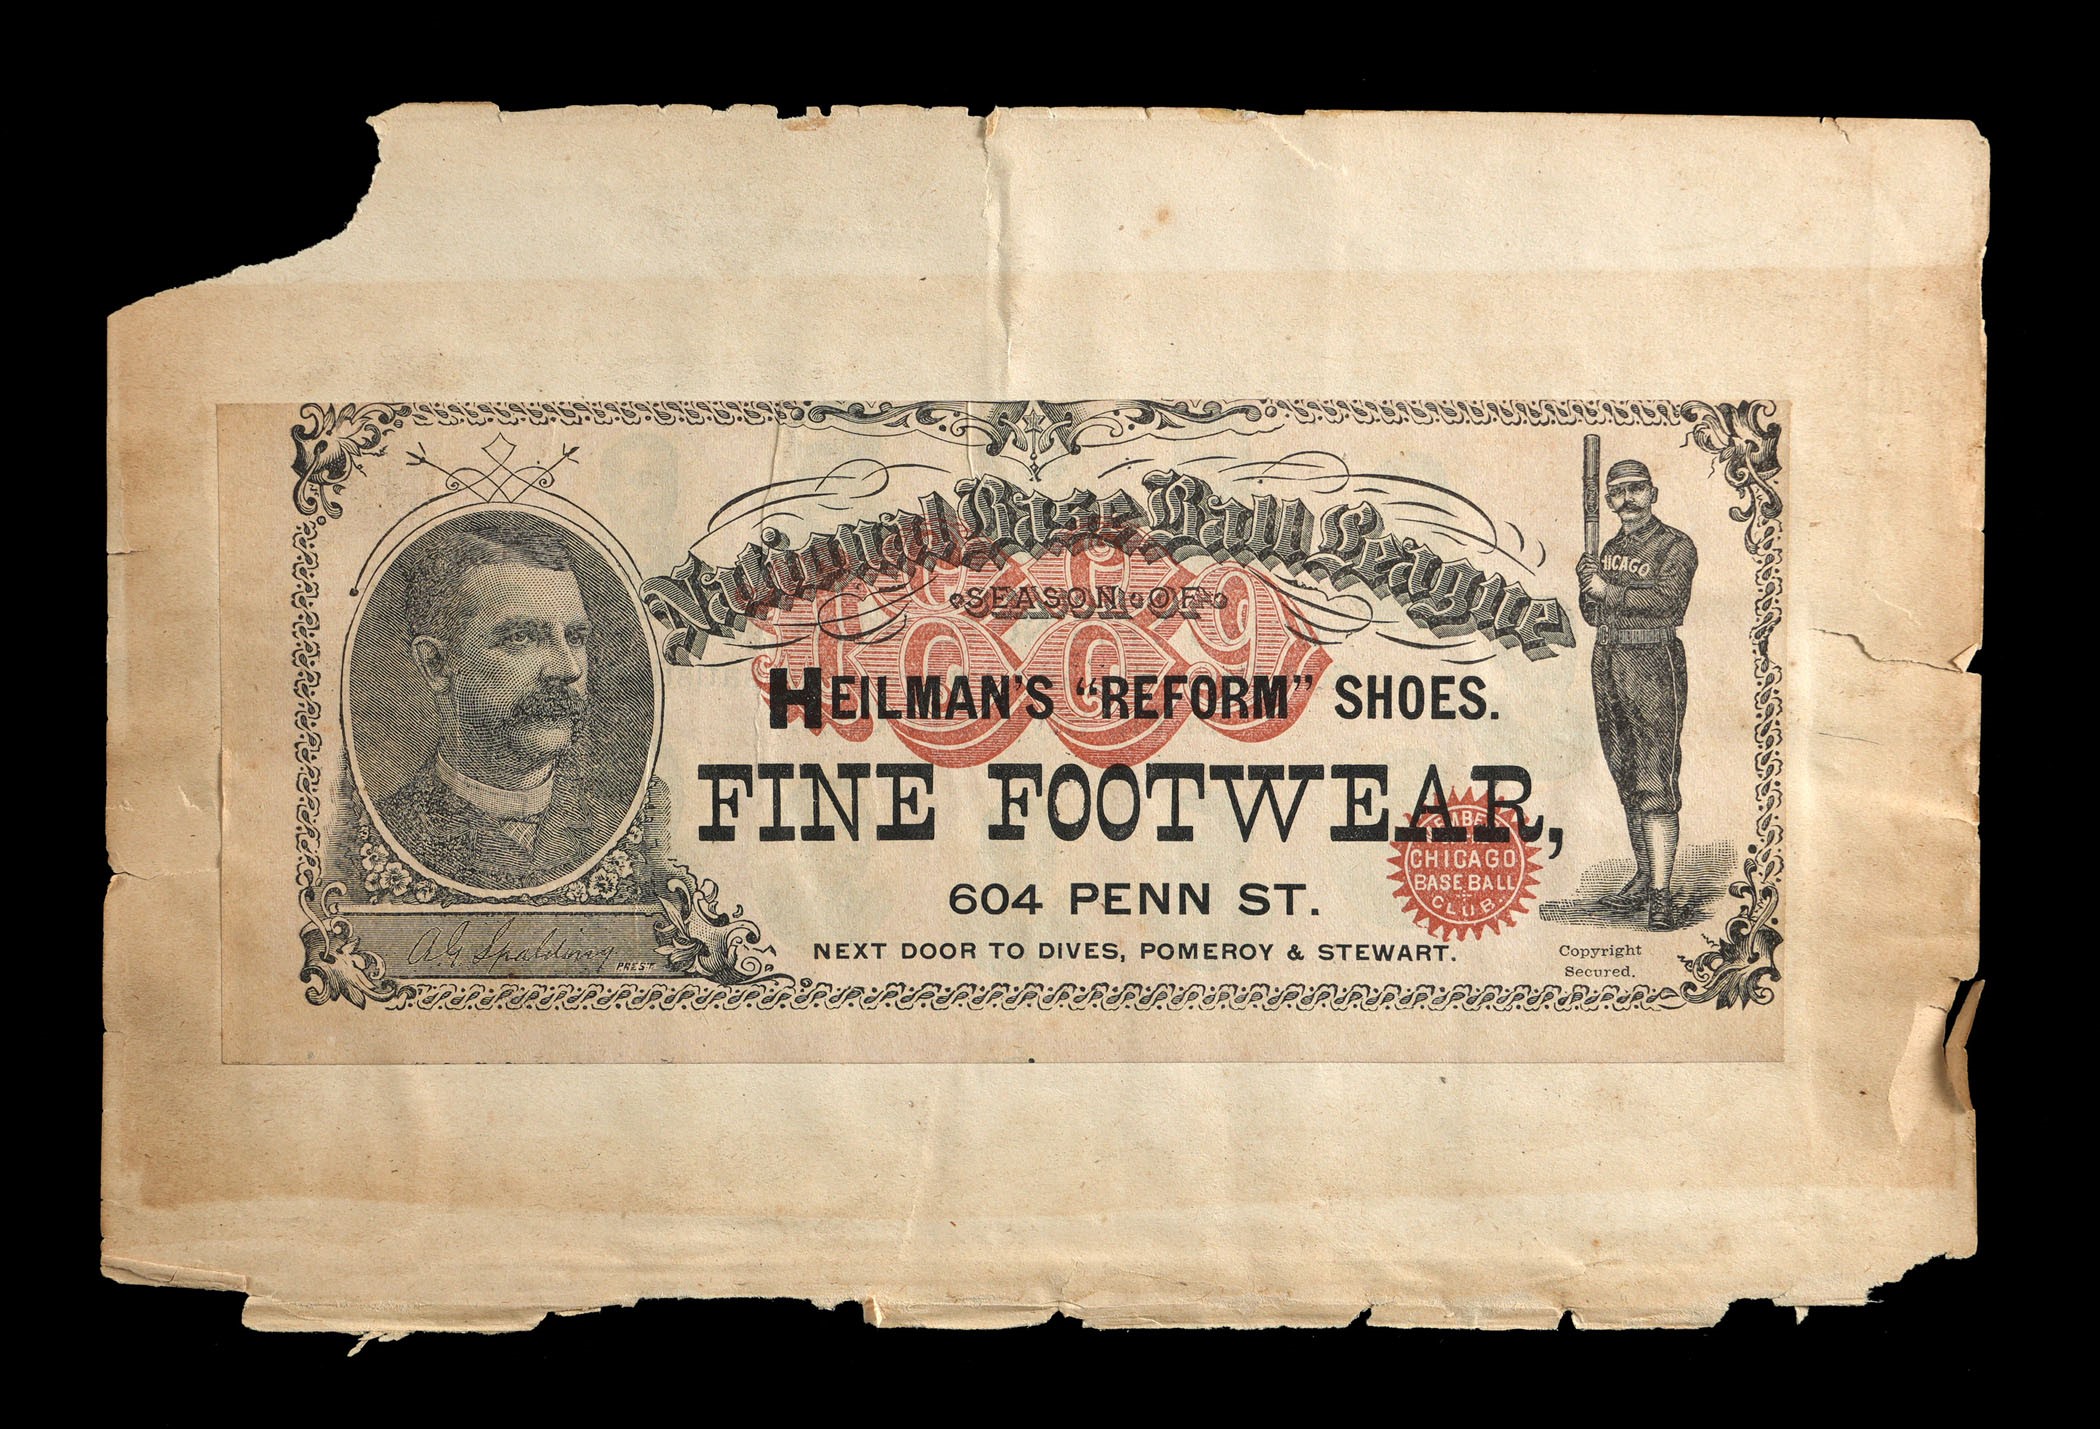 National Base Ball League
SEASON OF
1889
HEILMAN'S "REFORM" SHOES.
FINE FOOTWEAR,
604 PENN ST.
NEXT DOOR TO DIVES, POMEROY & STEWART.
A G Spalding
PRES'T
CHICAGO
MEMBER
CHICAGO
BASE BALL
CLUB.
Copyright
Secured.